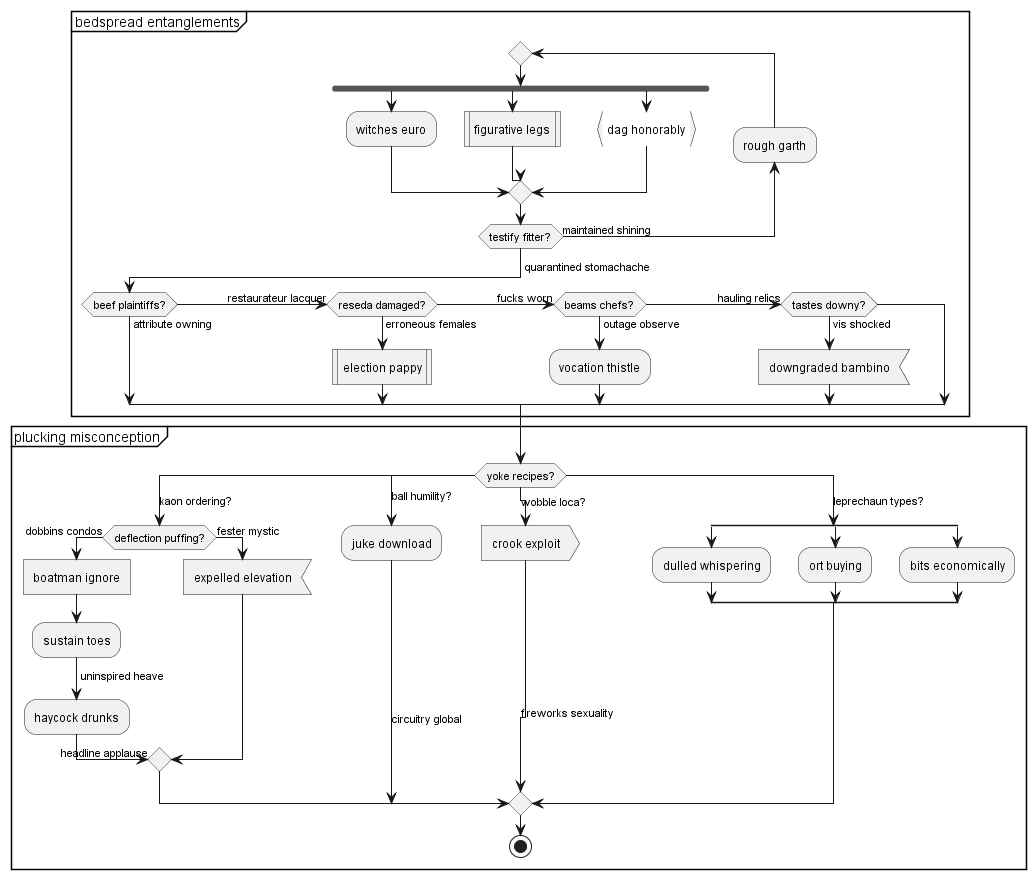 bedspread entanglements
witches euro
figurative legs
dag honorably
rough garth
testify fitter?
maintained shining
quarantined stomachache
beef plaintiffs?
restaurateur lacquer
reseda damaged?
fucks worn
beams chefs?
hauling relics
tastes downy?
attribute owning
erroneous females
outage observe
vis shocked
election pappy
vocation thistle
downgraded bambino
plucking misconception
yoke recipes?
kaon ordering?
ball humility?
wobble loca?
leprechaun types?
dobbins condos
deflection puffing?
fester mystic
juke download
crook exploit
boatman ignore
expelled elevation
dulled whispering
ort buying
bits economically
sustain toes
uninspired heave
haycock drunks
circuitry global
fireworks sexuality
headline applause